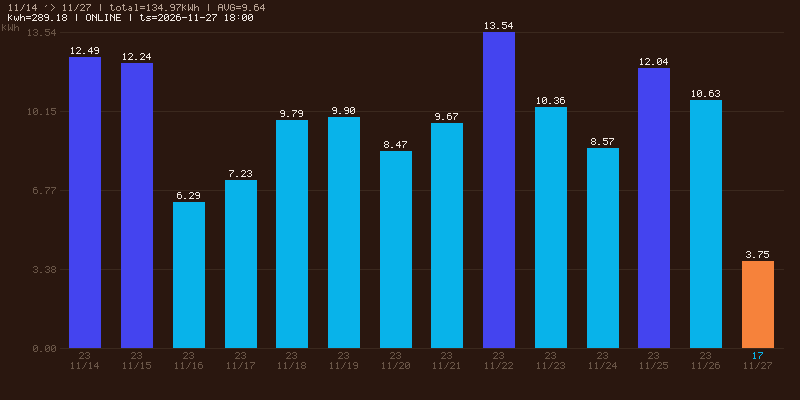 11/14 -> 11/27 | total=134.97kWh | AVG=9.64
Kwh=289.18 | ONLINE | ts=2026-11-27 18:00
kWh
13.54
10.15
6.77
3.38
0.00
12.49 12.24 6.29 7.23 9.79 9.90 8.47 9.67 13.54 10.36 8.57 12.04 10.63 3.75
23 23 23 23 23 23 23 23 23 23 23 23 23 17
11/14 11/15 11/16 11/17 11/18 11/19 11/20 11/21 11/22 11/23 11/24 11/25 11/26 11/27